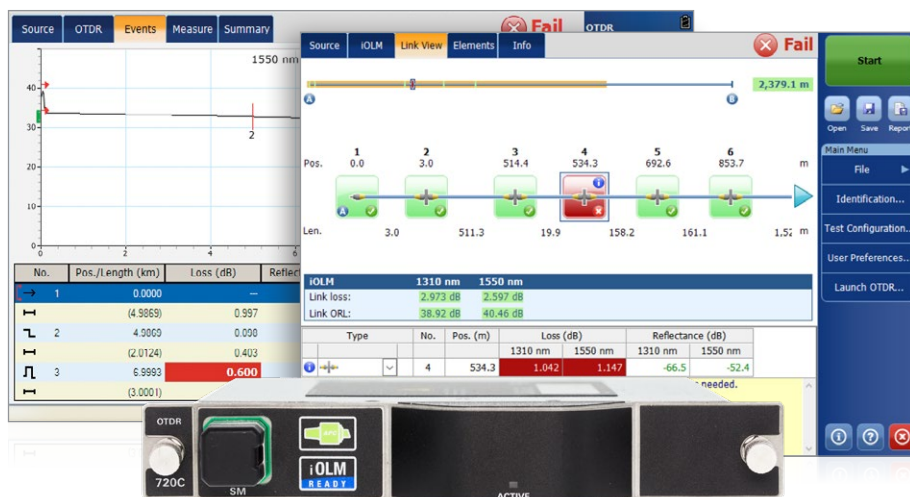 Source OTDR Events Measure Summary
Fail
OTDR
1550 nm
40
30
20
10
0
0 2 4 6
2
No. Pos./Length (km) Loss (dB)
1 0.0000 ---
(4.9869) 0.997
2 4.9869 0.090
(2.0124) 0.403
3 6.9993 0.600
(3.0001)
Source iOLM Link View Elements Info
Fail
A B 2,379.1 m
1 2 3 4 5 6
Pos. 0.0 3.0 514.4 534.3 692.6 853.7 m
A
Len. 3.0 511.3 19.9 158.2 161.1 m
iOLM 1310 nm 1550 nm
Link loss: 2.973 dB 2.597 dB
Link ORL: 38.92 dB 40.46 dB
Type No. Pos. (m) Loss (dB) Reflectance (dB)
1310 nm 1550 nm 1310 nm 1550 nm
4 534.3 1.042 1.147 -66.5 -52.4
needed.
Start
Open Save Report
Main Menu
File
Identification...
Test Configuration..
User Preferences..
Launch OTDR...
OTDR
720C
SM
APC
iOLM
READY
ACTIVE